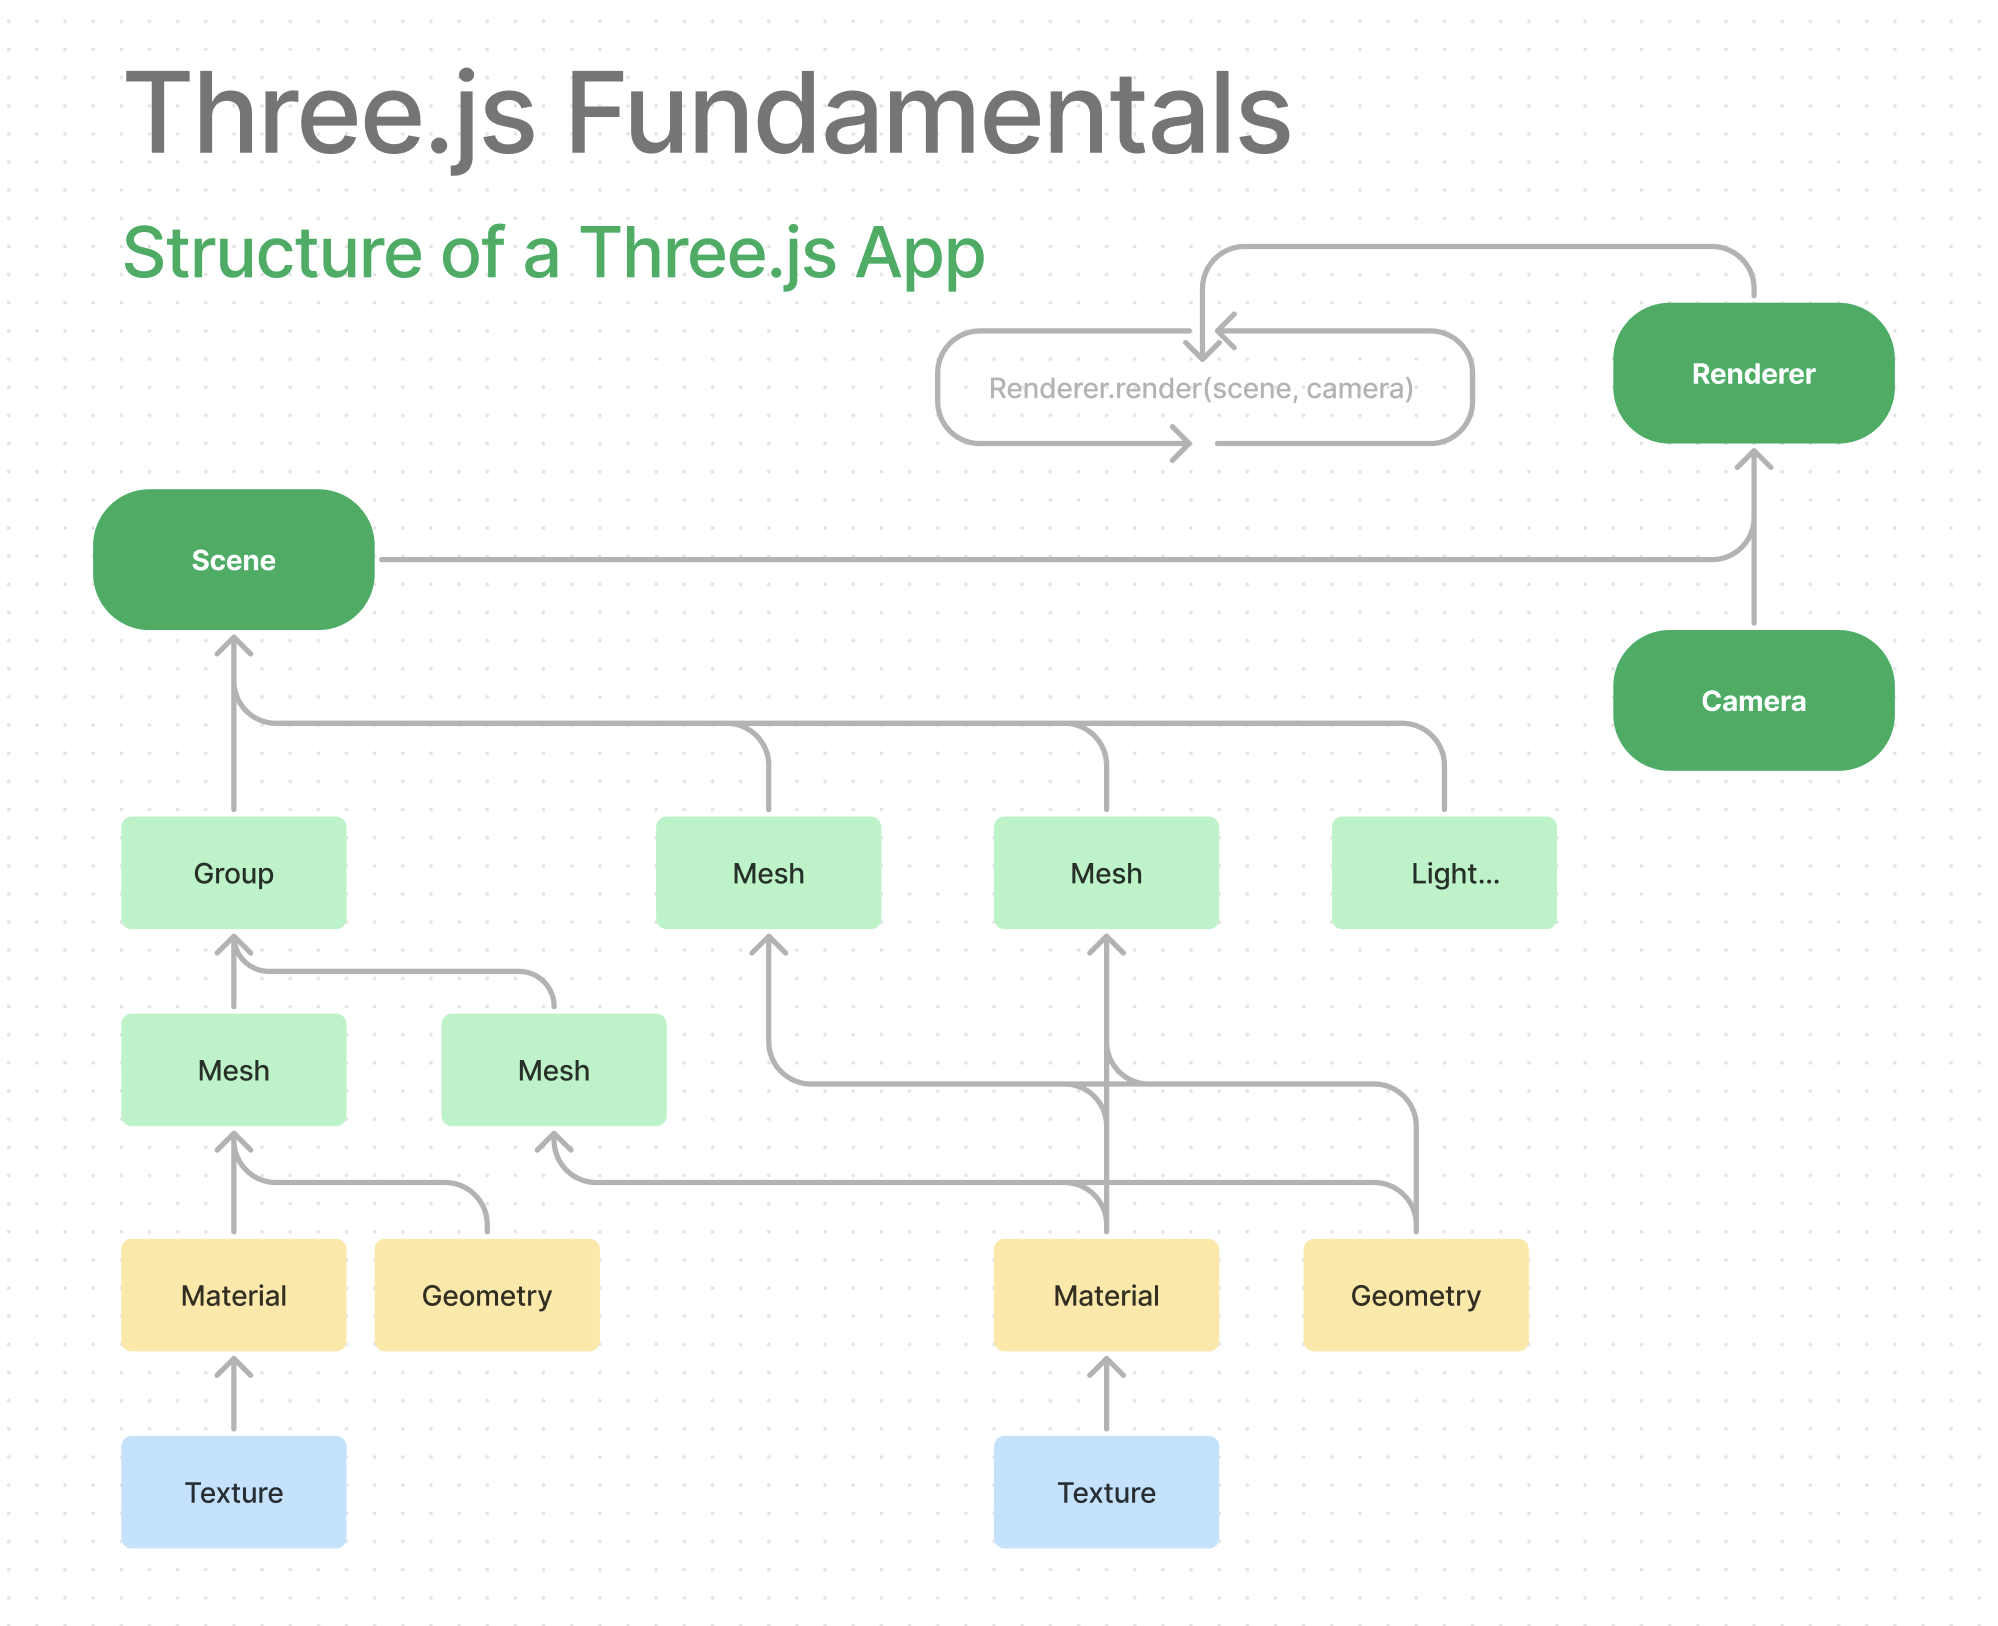 Three.js Fundamentals
Structure of a Three.js App
Renderer
Renderer.render(scene, camera)
Scene
Camera
Group
Mesh
Mesh
Light...
Mesh
Mesh
Material
Geometry
Material
Geometry
Texture
Texture